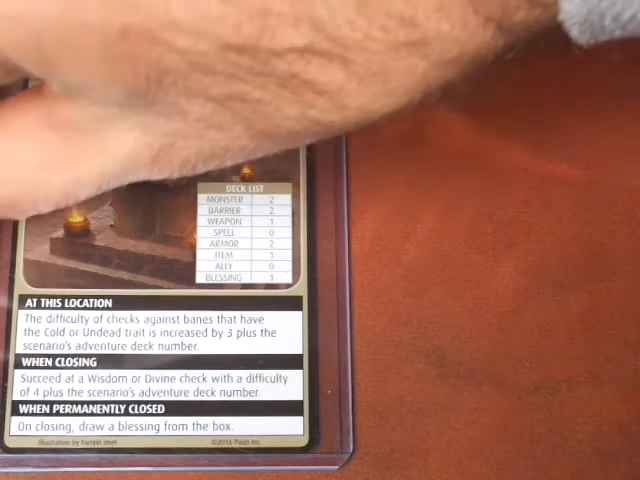 DECK LIST
MONSTER 2
BARRIER 2
WEAPON 1
SPELL 0
ARMOR 2
ITEM 1
ALLY 0
BLESSING 1
AT THIS LOCATION
The difficulty of checks against banes that have
the Cold or Undead trait is increased by 3 plus the
scenario's adventure deck number.
WHEN CLOSING
Succeed at a Wisdom or Divine check with a difficulty
of 4 plus the scenario's adventure deck number.
WHEN PERMANENTLY CLOSED
On closing, draw a blessing from the box.
Illustration by Forrest Imel ©2016 Paizo Inc.